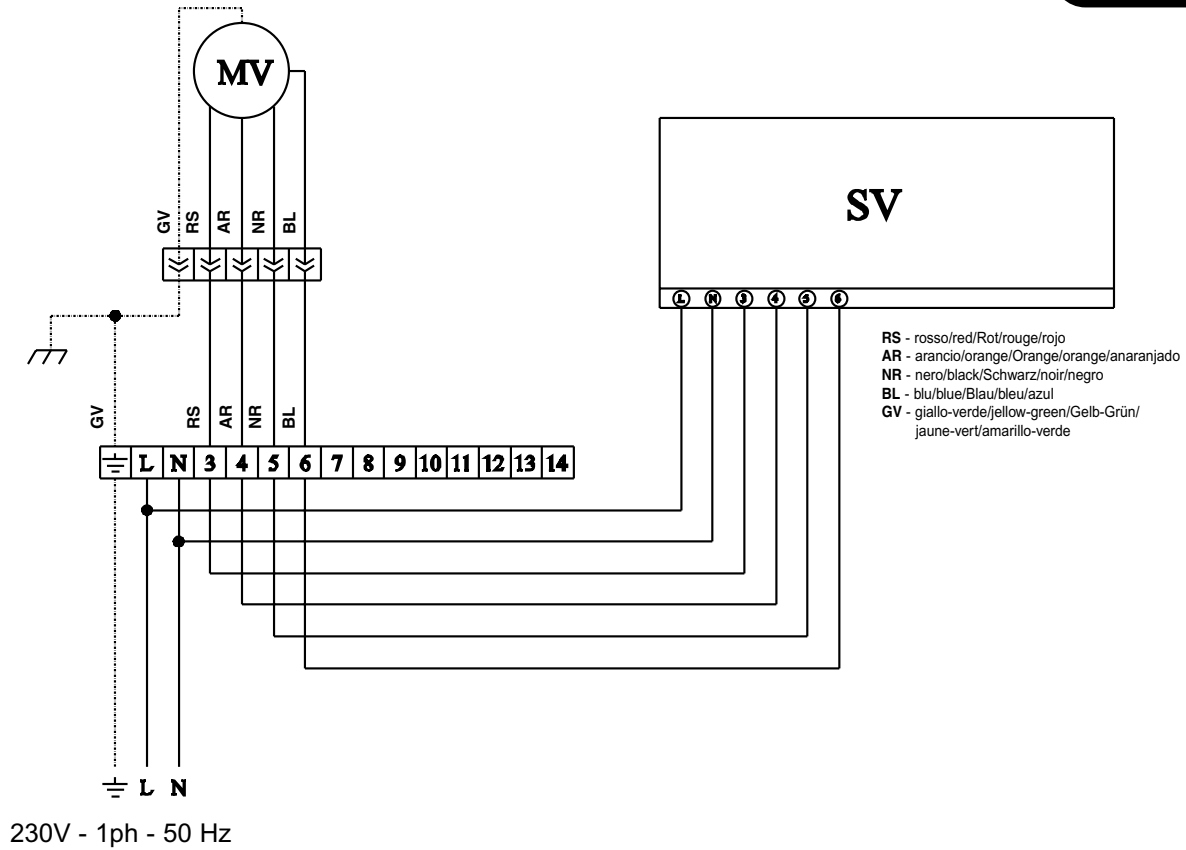 MV
GV RS AR NR BL
SV
L N 3 4 5 6
RS - rosso/red/Rot/rouge/rojo
AR - arancio/orange/Orange/orange/anaranjado
NR - nero/black/Schwarz/noir/negro
BL - blu/blue/Blau/bleu/azul
GV - giallo-verde/jellow-green/Gelb-Grün/
jaune-vert/amarillo-verde
GV RS AR NR BL
L N 3 4 5 6 7 8 9 10 11 12 13 14
L N
230V - 1ph - 50 Hz